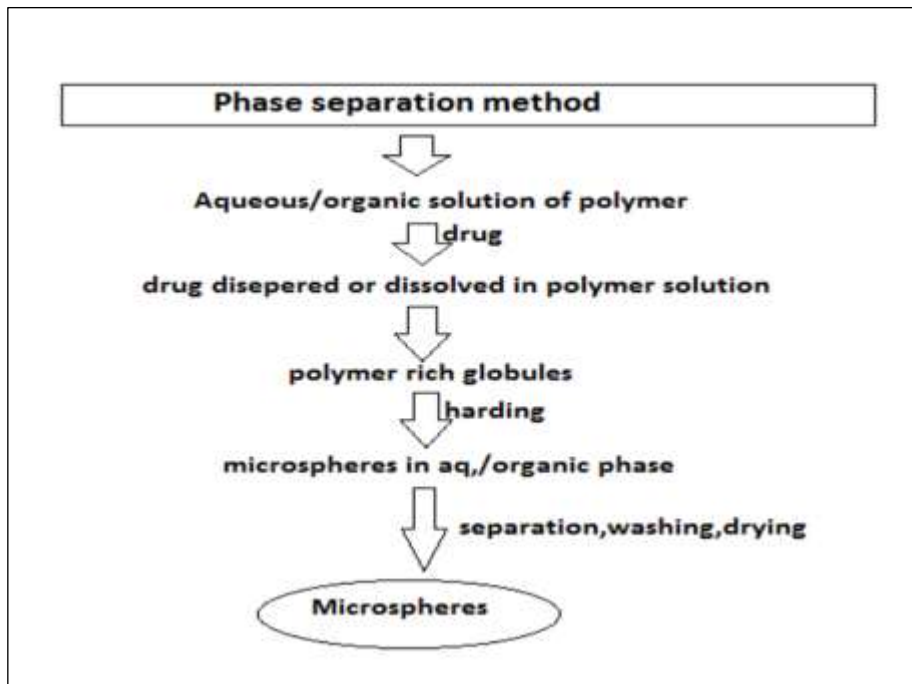 Phase separation method
Aqueous/organic solution of polymer
drug
drug disepered or dissolved in polymer solution
polymer rich globules
harding
microspheres in aq,/organic phase
separation,washing,drying
Microspheres